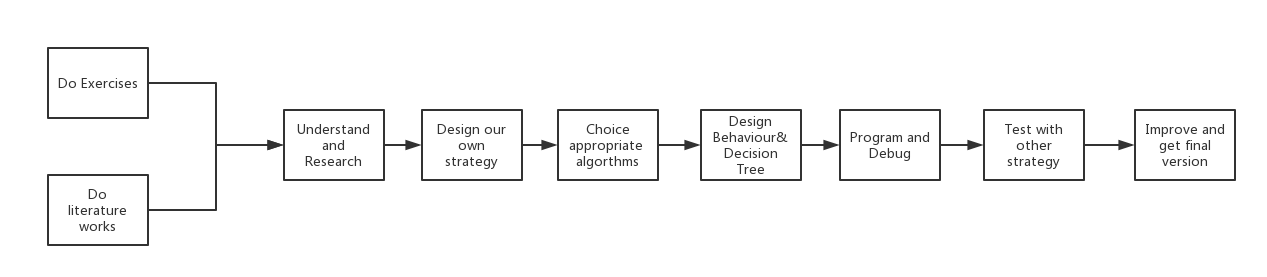 Do Exercises
Do
literature
works
Understand
and
Research
Design our
own
strategy
Choice
appropriate
algorthms
Design
Behaviour&
Decision
Tree
Program and
Debug
Test with
other
strategy
Improve and
get final
version